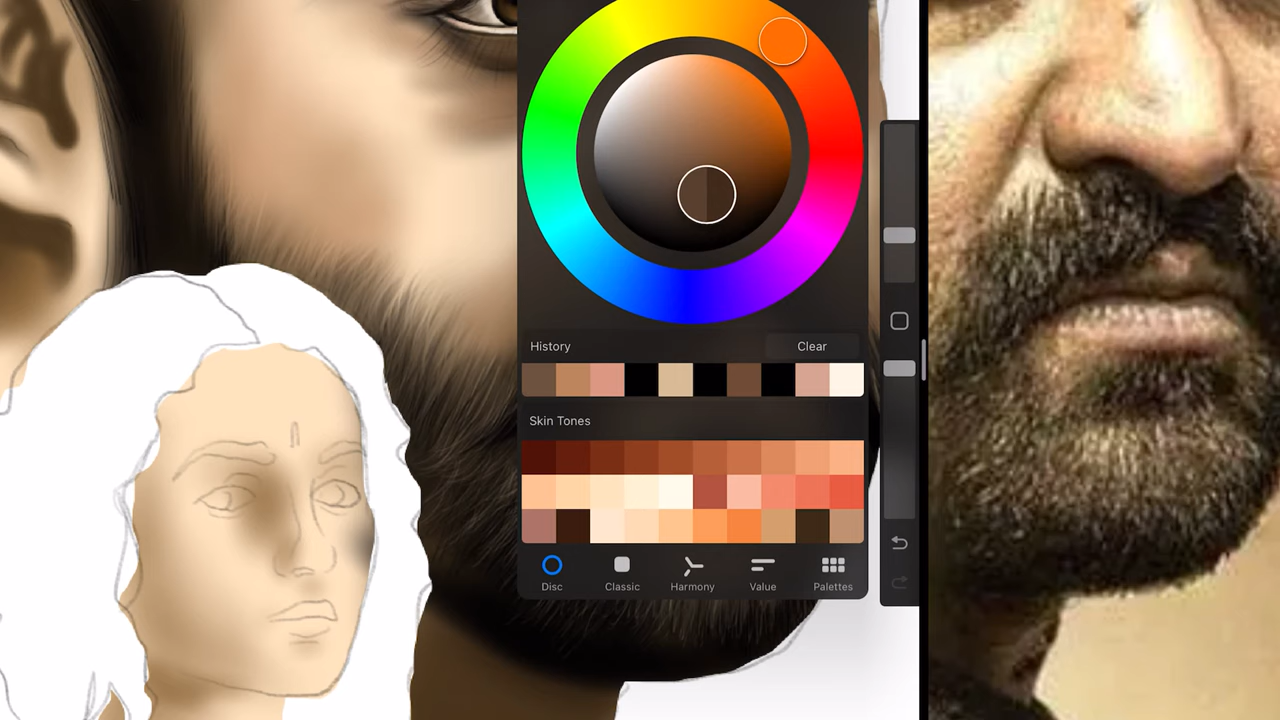 History
Clear
Skin Tones
Disc
Classic
Harmony
Value
Palettes